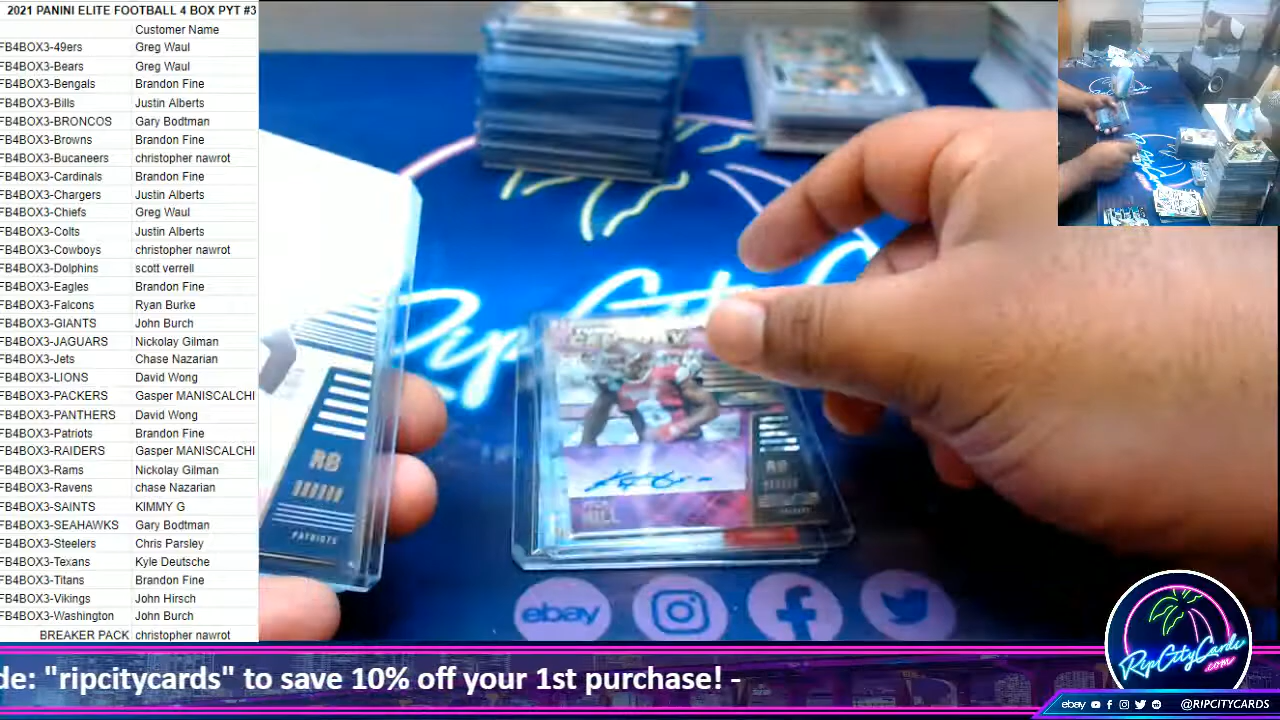 2021 PANINI ELITE FOOTBALL 4 BOX PYT #3
Customer Name
FB4BOX3-49ers Greg Waul
FB4BOX3-Bears Greg Waul
FB4BOX3-Bengals Brandon Fine
FB4BOX3-Bills Justin Alberts
FB4BOX3-BRONCOS Gary Bodtman
FB4BOX3-Browns Brandon Fine
FB4BOX3-Bucaneers christopher nawrot
FB4BOX3-Cardinals Brandon Fine
FB4BOX3-Chargers Justin Alberts
FB4BOX3-Chiefs Greg Waul
FB4BOX3-Colts Justin Alberts
FB4BOX3-Cowboys christopher nawrot
FB4BOX3-Dolphins scott verrell
FB4BOX3-Eagles Brandon Fine
FB4BOX3-Falcons Ryan Burke
FB4BOX3-GIANTS John Burch
FB4BOX3-JAGUARS Nickolay Gilman
FB4BOX3-Jets Chase Nazarian
FB4BOX3-LIONS David Wong
FB4BOX3-PACKERS Gasper MANISCALCHI
FB4BOX3-PANTHERS David Wong
FB4BOX3-Patriots Brandon Fine
FB4BOX3-RAIDERS Gasper MANISCALCHI
FB4BOX3-Rams Nickolay Gilman
FB4BOX3-Ravens chase Nazarian
FB4BOX3-SAINTS KIMMY G
FB4BOX3-SEAHAWKS Gary Bodtman
FB4BOX3-Steelers Chris Parsley
FB4BOX3-Texans Kyle Deutsche
FB4BOX3-Titans Brandon Fine
FB4BOX3-Vikings John Hirsch
FB4BOX3-Washington John Burch
BREAKER PACK christopher nawrot
Rip City
RB
PATRIOTS
RB
ebay
RipCityCards
.com
de: "ripcitycards" to save 10% off your 1st purchase! -
ebay @RIPCITYCARDS